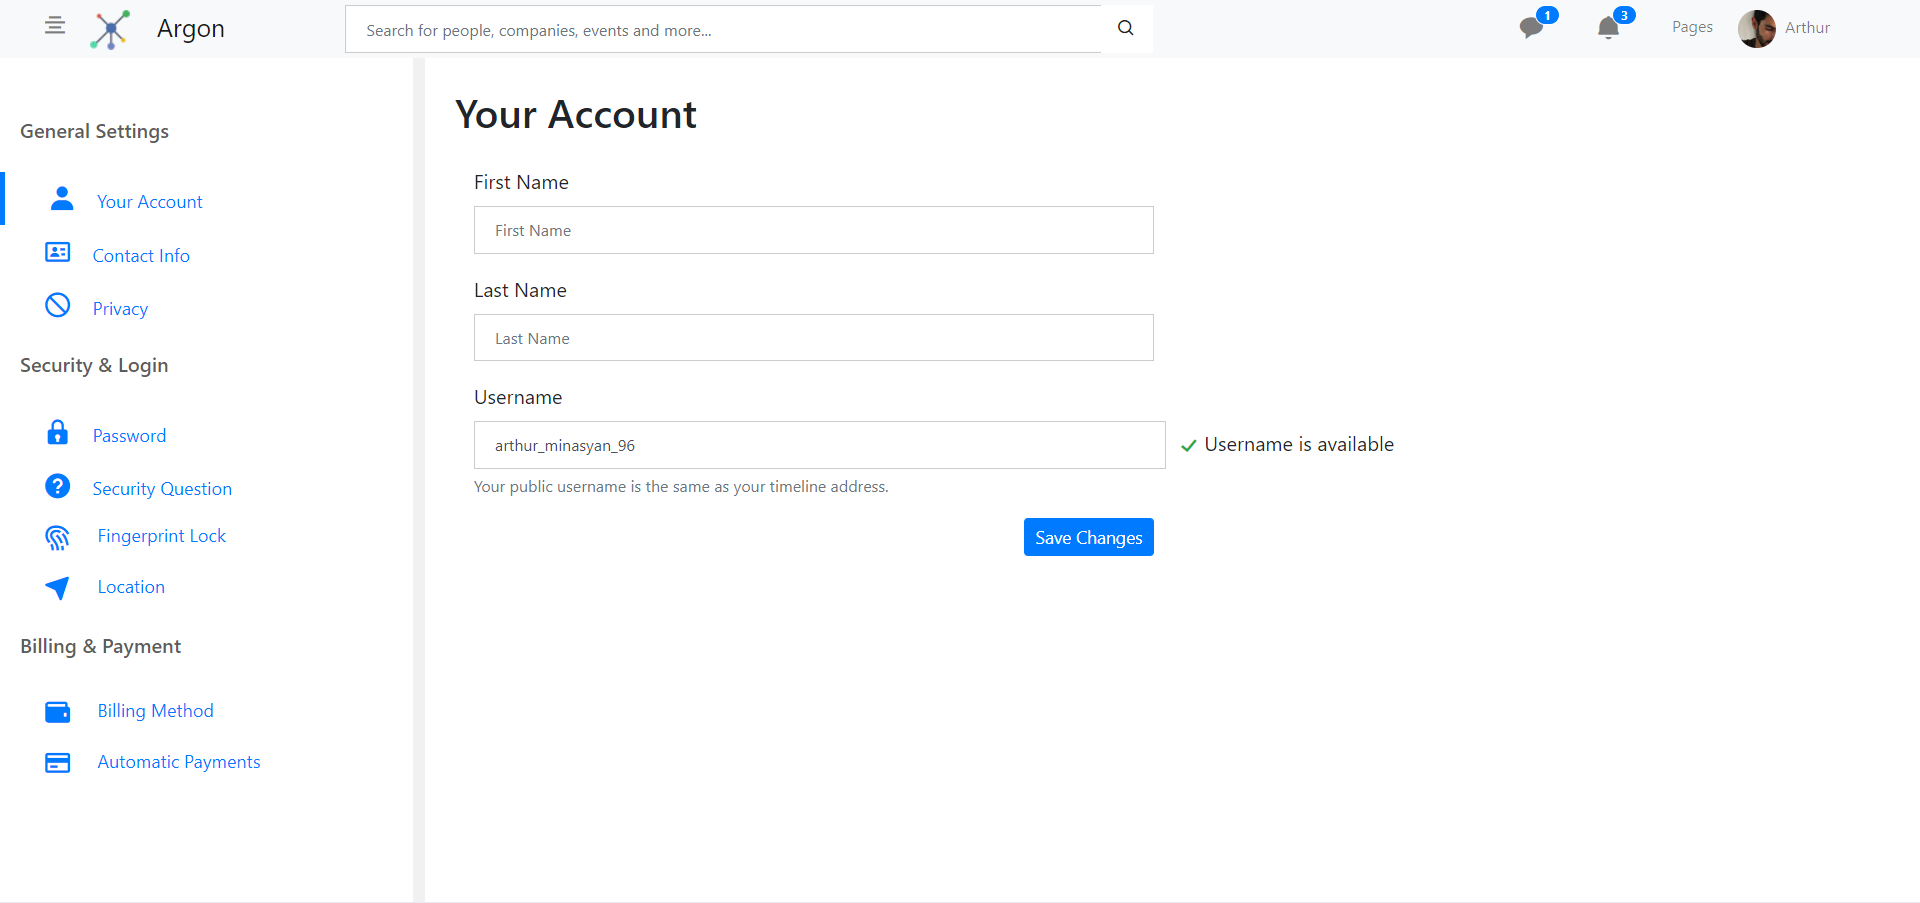 Argon
Search for people, companies, events and more...
1
3
Pages
Arthur
General Settings
Your Account
Contact Info
Privacy
Security & Login
Password
Security Question
Fingerprint Lock
Location
Billing & Payment
Billing Method
Automatic Payments
Your Account
First Name
First Name
Last Name
Last Name
Username
arthur_minasyan_96
Username is available
Your public username is the same as your timeline address.
Save Changes